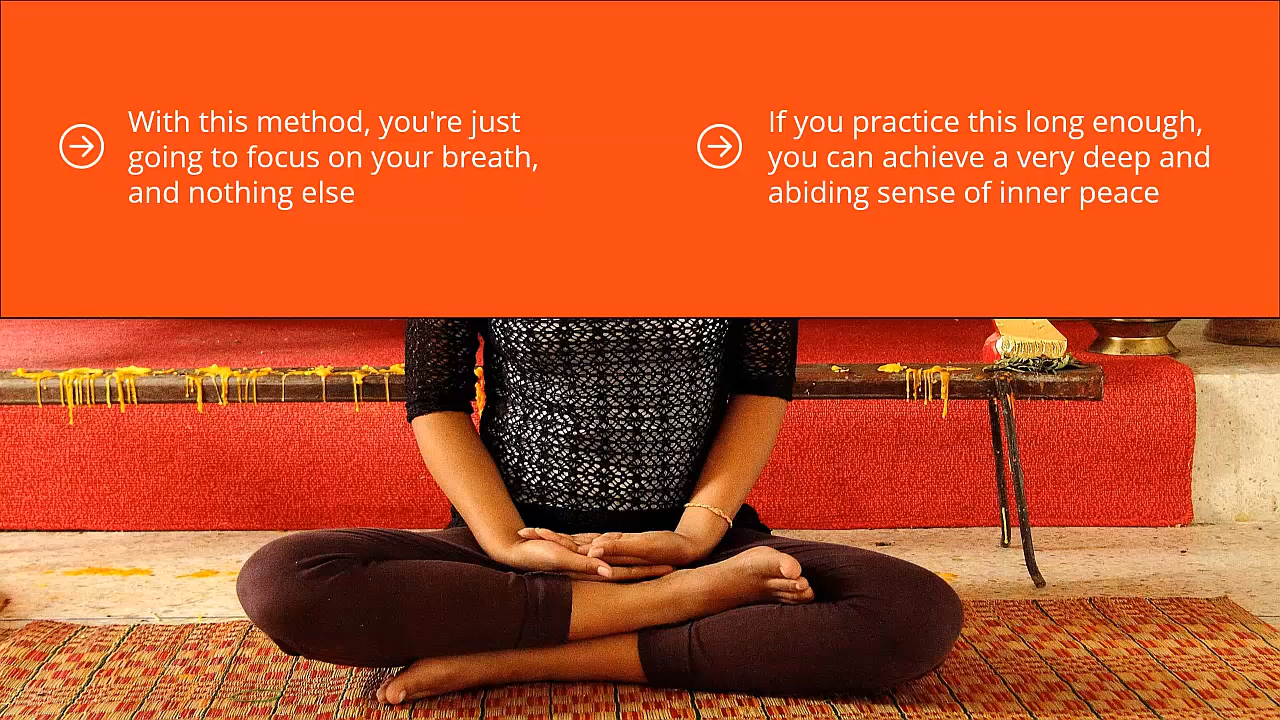 With this method, you're just
going to focus on your breath,
and nothing else
If you practice this long enough,
you can achieve a very deep and
abiding sense of inner peace